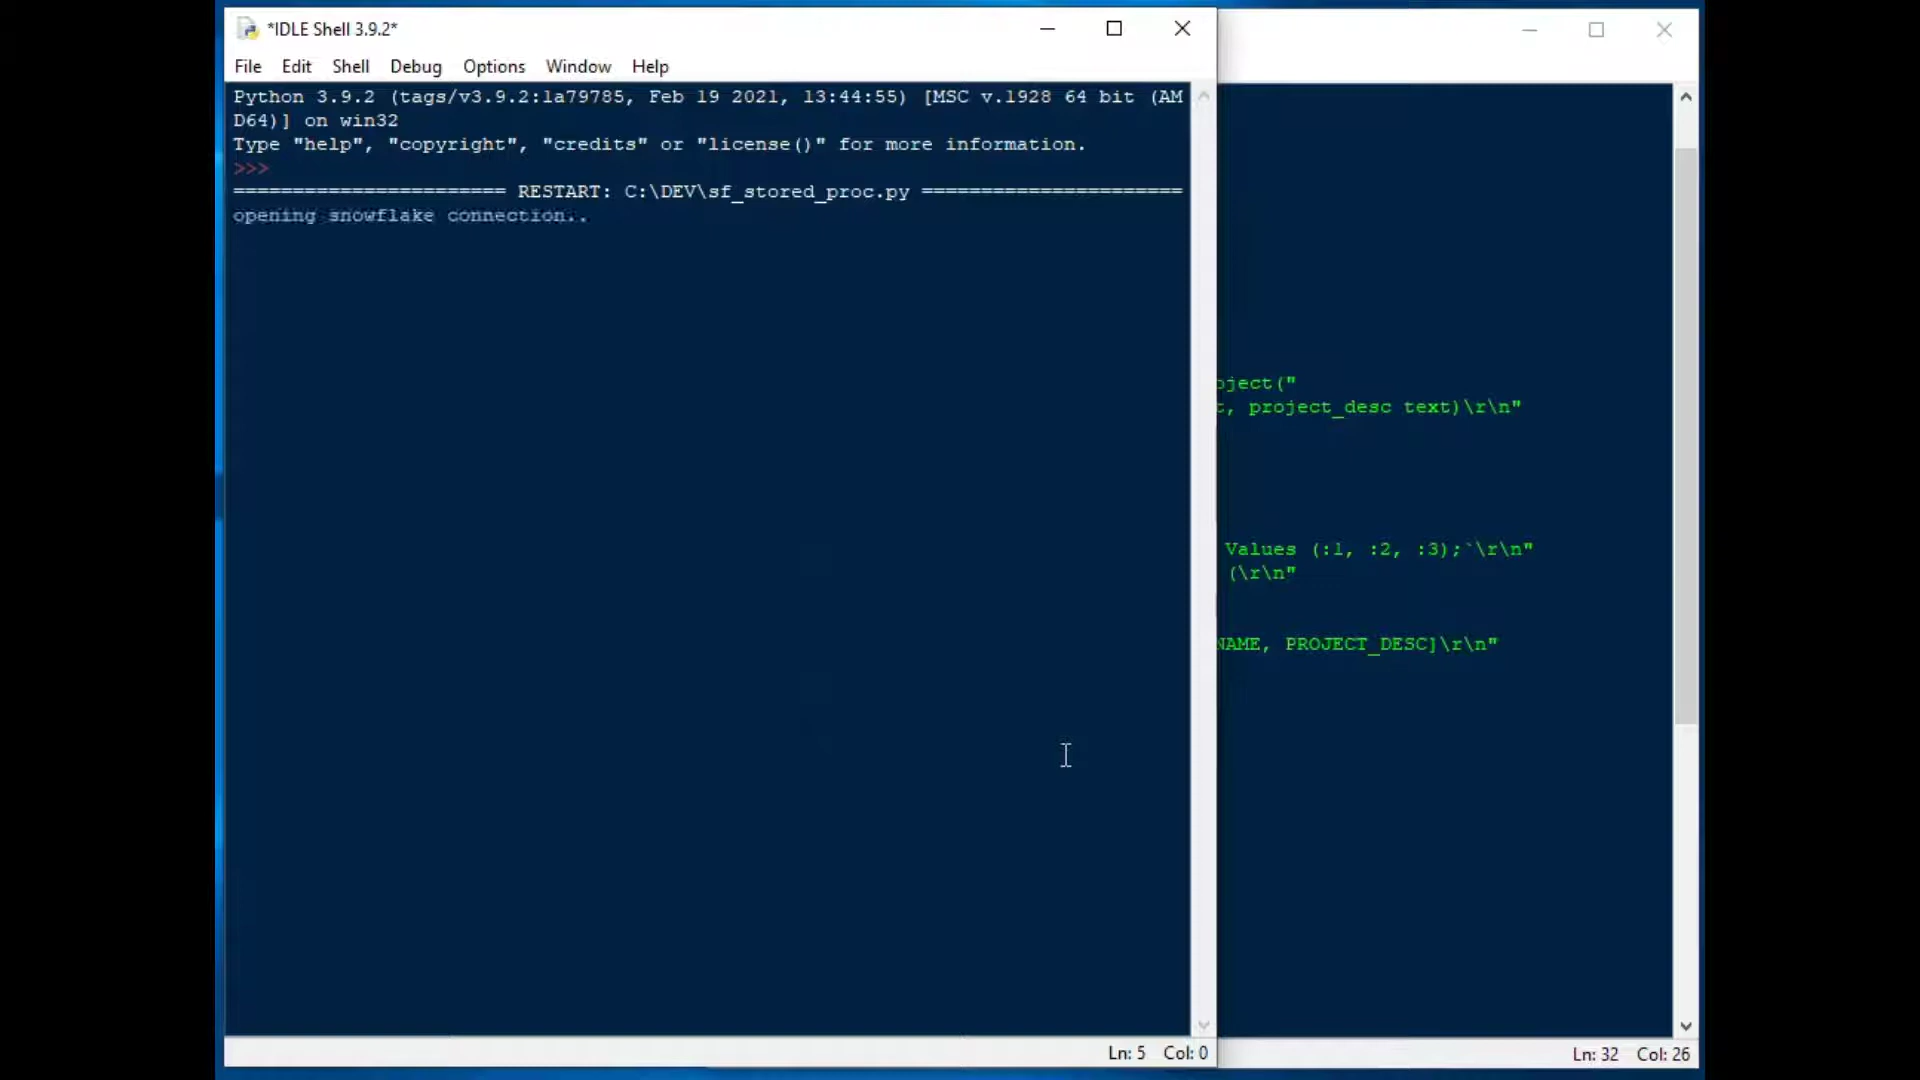 *IDLE Shell 3.9.2*
File Edit Shell Debug Options Window Help
Python 3.9.2 (tags/v3.9.2:1a79785, Feb 19 2021, 13:44:55) [MSC v.1928 64 bit (AM
D64)] on win32
Type "help", "copyright", "credits" or "license()" for more information.
>>>
======================= RESTART: C:\DEV\sf_stored_proc.py ======================
opening snowflake connection..
Ln: 5 Col: 0
oject("
t, project_desc text)\r\n"
Values (:1, :2, :3);`\r\n"
(\r\n"
NAME, PROJECT_DESC]\r\n"
Ln: 32 Col: 26